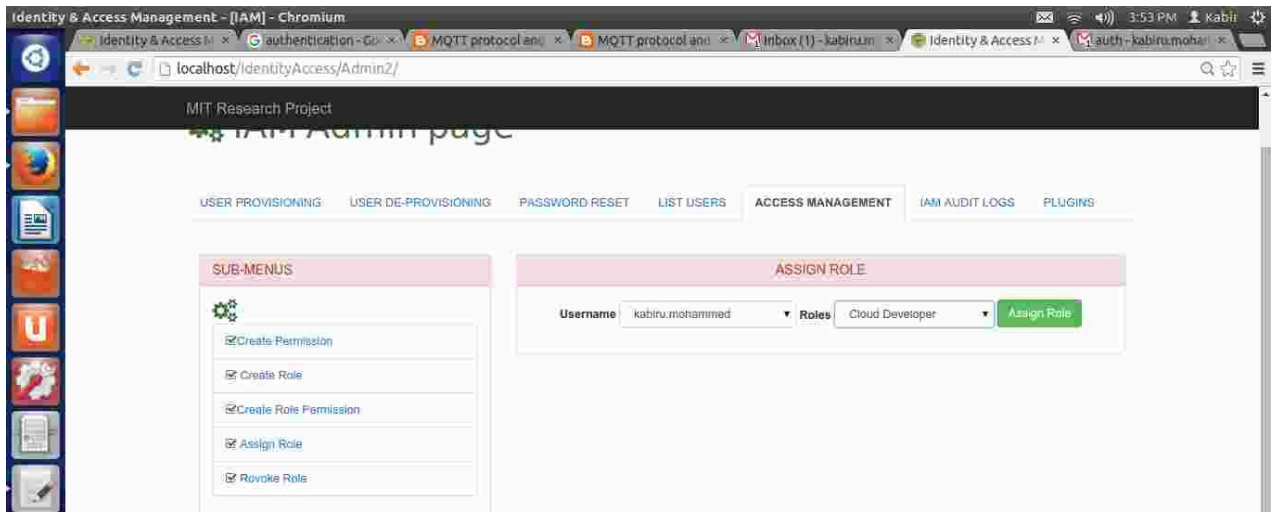 Identity & Access Management - [IAM] - Chromium
3:53 PM
Kabir
Identity & Access M
authentication - Go
MQTT protocol and
MQTT protocol and
Inbox (1) - kabiru.m
Identity & Access M
auth - kabiru.moha
localhost/IdentityAccess/Admin2/
MIT Research Project
IAM Admin page
USER PROVISIONING
USER DE-PROVISIONING
PASSWORD RESET
LIST USERS
ACCESS MANAGEMENT
IAM AUDIT LOGS
PLUGINS
SUB-MENUS
ASSIGN ROLE
Username
kabiru.mohammed
Roles
Cloud Developer
Assign Role
Create Permission
Create Role
Create Role Permission
Assign Role
Rovoke Role